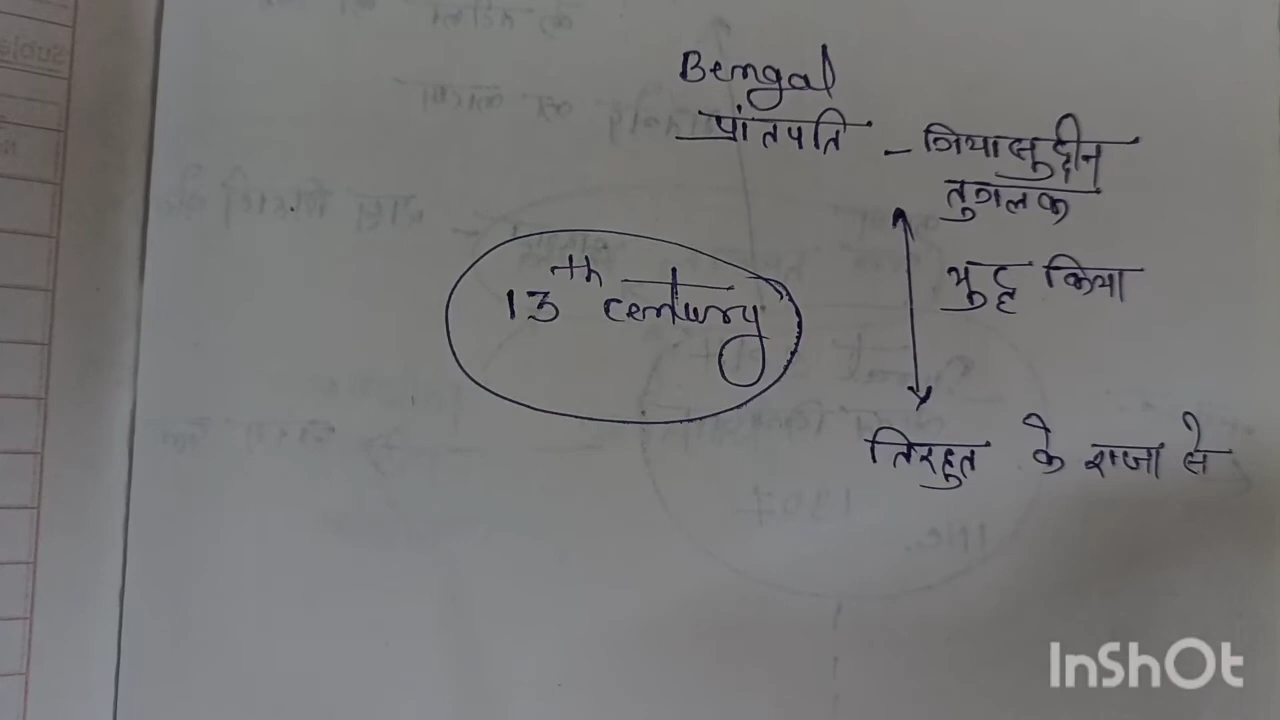 Bengal
प्रांतपति - गियासुद्दीन
तुगलक
13th century
युद्ध किया
तिरहुत के राजा से
InShOt